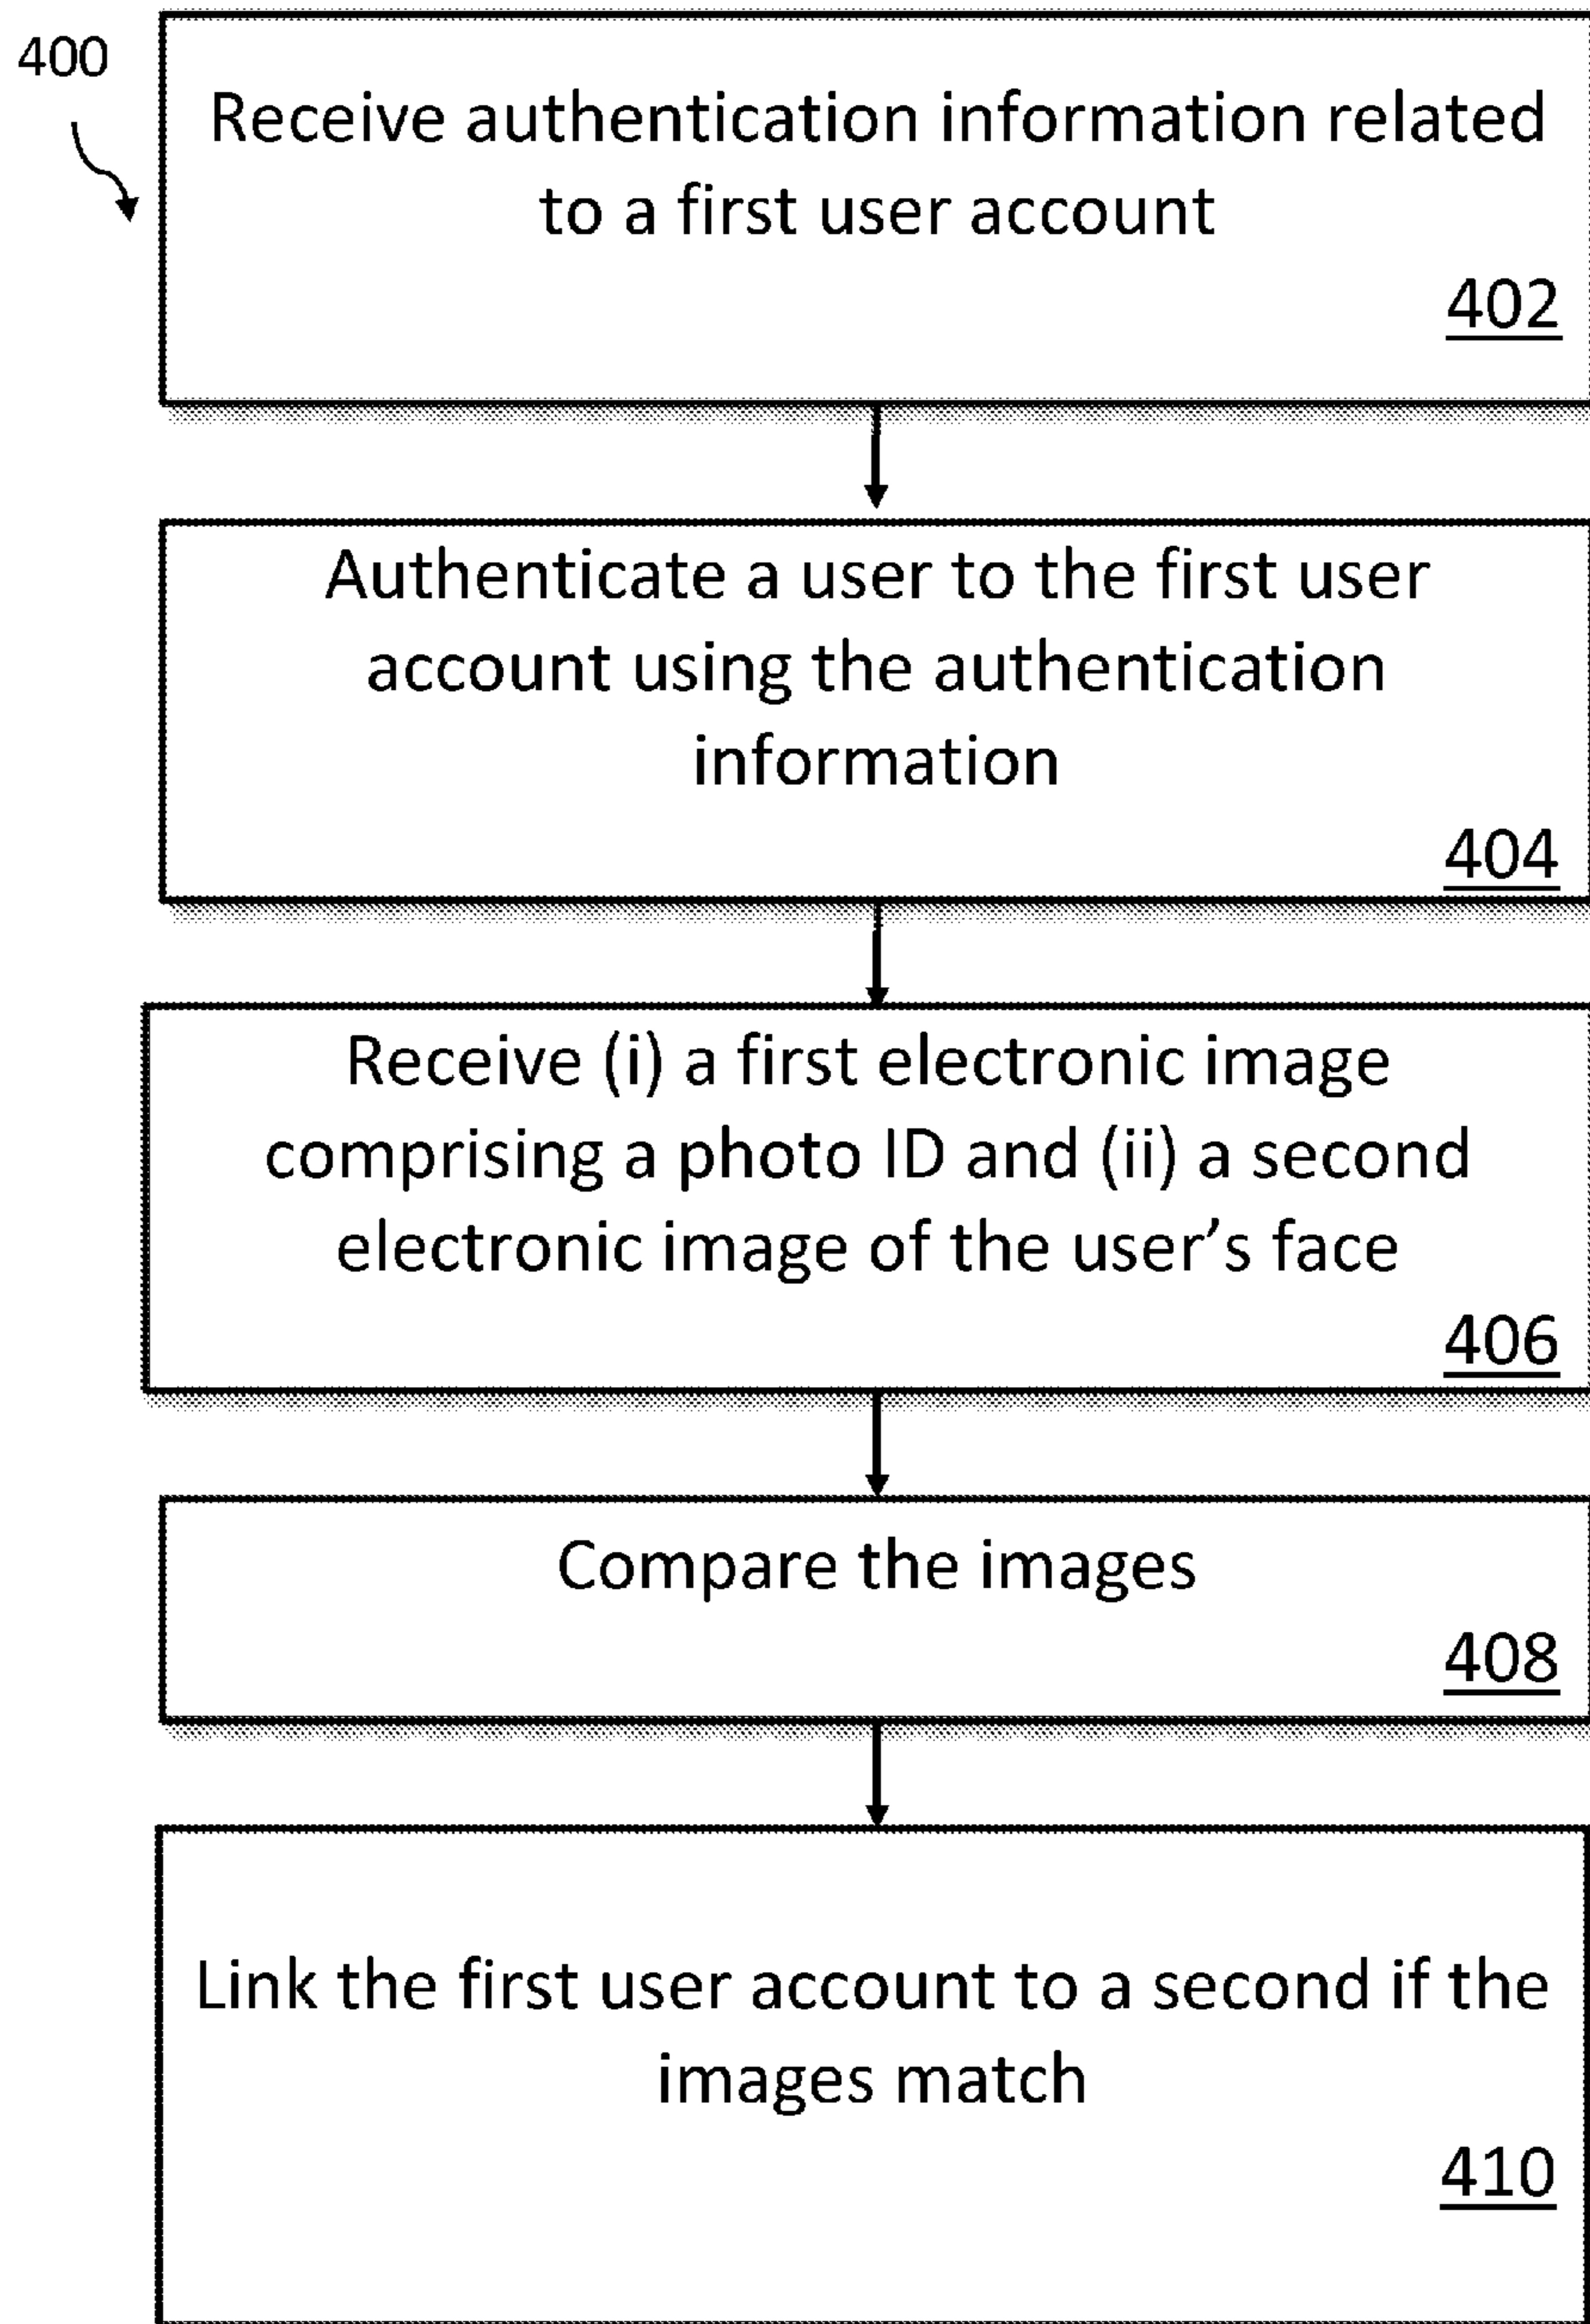 400
Receive authentication information related
to a first user account
402
Authenticate a user to the first user
account using the authentication
information
404
Receive (i) a first electronic image
comprising a photo ID and (ii) a second
electronic image of the user’s face
406
Compare the images
408
Link the first user account to a second if the
images match
410